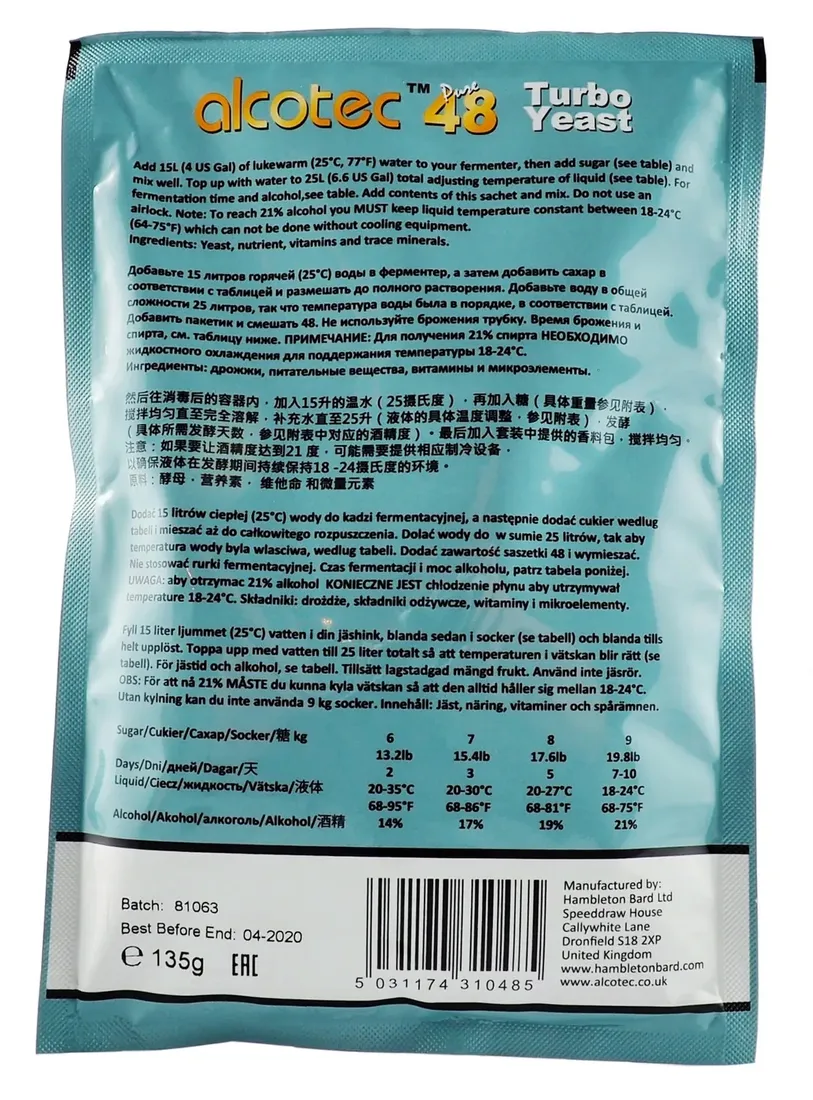 alcotec™ Pure 48 Turbo Yeast
Add 15L (4 US Gal) of lukewarm (25°C, 77°F) water to your fermenter, then add sugar (see table) and
mix well. Top up with water to 25L (6.6 US Gal) total adjusting temperature of liquid (see table). For
fermentation time and alcohol,see table. Add contents of this sachet and mix. Do not use an
airlock. Note: To reach 21% alcohol you MUST keep liquid temperature constant between 18-24°C
(64-75°F) which can not be done without cooling equipment.
Ingredients: Yeast, nutrient, vitamins and trace minerals.
Добавьте 15 литров горячей (25°C) воды в ферментер, а затем добавить сахар в
соответствии с таблицей и размешать до полного растворения. Добавьте воду в общей
сложности 25 литров, так что температура воды была в порядке, в соответствии с таблицей.
Добавить пакетик и смешать 48. Не используйте брожения трубку. Время брожения и
спирта, см. таблицу ниже. ПРИМЕЧАНИЕ: Для получения 21% спирта НЕОБХОДИМО
жидкостного охлаждения для поддержания температуры 18-24°C.
Ингредиенты: дрожжи, питательные вещества, витамины и микроэлементы.
然后往消毒后的容器内，加入15升的温水（25摄氏度），再加入糖（具体重量参见附表），
搅拌均匀直至完全溶解，补充水直至25升（液体的具体温度调整，参见附表），发酵
（具体所需发酵天数，参见附表中对应的酒精度）。最后加入套装中提供的香料包，搅拌均匀。
注意：如果要让酒精度达到21度，可能需要提供相应制冷设备，
以确保液体在发酵期间持续保持18 -24摄氏度的环境。
原料：酵母，营养素，维他命 和微量元素
Dodać 15 litrów ciepłej (25°C) wody do kadzi fermentacyjnej, a następnie dodać cukier według
tabeli i mieszać aż do całkowitego rozpuszczenia. Dolać wody do w sumie 25 litrów, tak aby
temperatura wody byla wlasciwa, według tabeli. Dodać zawartość saszetki 48 i wymieszać.
Nie stosować rurki fermentacyjnej. Czas fermentacji i moc alkoholu, patrz tabela poniżej.
UWAGA: aby otrzymac 21% alkohol KONIECZNE JEST chlodzenie płynu aby utrzymywał
temperature 18-24°C. Składniki: drożdże, składniki odżywcze, witaminy i mikroelementy.
Fyll 15 liter ljummet (25°C) vatten i din jäshink, blanda sedan i socker (se tabell) och blanda tills
helt upplöst. Toppa upp med vatten till 25 liter totalt så att temperaturen i vätskan blir rätt (se
tabell). För jästid och alkohol, se tabell. Tillsätt lagstadgad mängd frukt. Använd inte jäsrör.
OBS: För att nå 21% MÅSTE du kunna kyla vätskan så att den alltid håller sig mellan 18-24°C.
Utan kylning kan du inte använda 9 kg socker. Innehåll: Jäst, näring, vitaminer och spårämnen.
Sugar/Cukier/Сахар/Socker/糖 kg 6 7 8 9
13.2lb 15.4lb 17.6lb 19.8lb
Days/Dni/дней/Dagar/天 2 3 5 7-10
Liquid/Ciecz/жидкость/Vätska/液体 20-35°C 20-30°C 20-27°C 18-24°C
68-95°F 68-86°F 68-81°F 68-75°F
Alcohol/Akohol/алкоголь/Alkohol/酒精 14% 17% 19% 21%
Batch: 81063
Best Before End: 04-2020
℮ 135g EAC
5 031174 310485
Manufactured by:
Hambleton Bard Ltd
Speeddraw House
Callywhite Lane
Dronfield S18 2XP
United Kingdom
www.hambletonbard.com
www.alcotec.co.uk